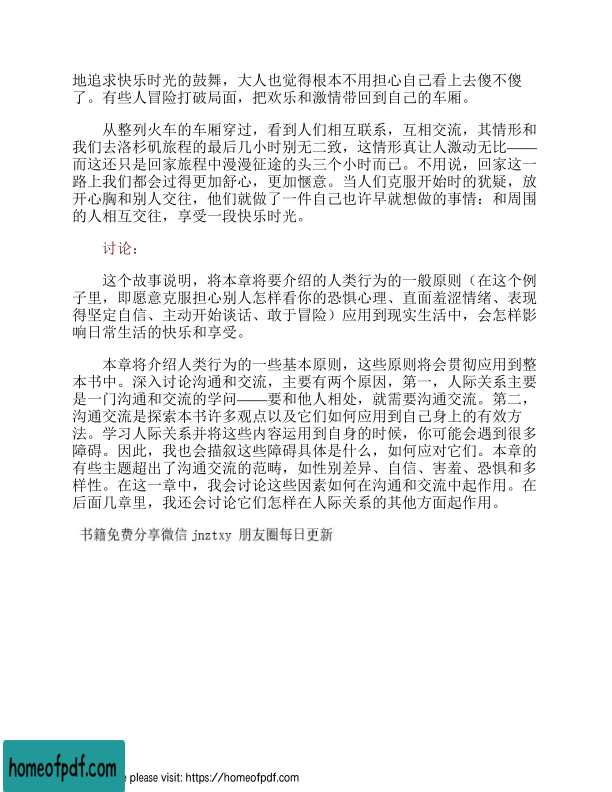 地追求快乐时光的鼓舞，大人也觉得根本不用担心自己看上去傻不傻
了。有些人冒险打破局面，把欢乐和激情带回到自己的车厢。
从整列火车的车厢穿过，看到人们相互联系，互相交流，其情形和
我们去洛杉矶旅程的最后几小时别无二致，这情形真让人激动无比——
而这还只是回家旅程中漫漫征途的头三个小时而已。不用说，回家这一
路上我们都会过得更加舒心，更加惬意。当人们克服开始时的犹疑，放
开心胸和别人交往，他们就做了一件自己也许早就想做的事情：和周围
的人相互交往，享受一段快乐时光。
讨论：
这个故事说明，将本章将要介绍的人类行为的一般原则（在这个例
子里，即愿意克服担心别人怎样看你的恐惧心理、直面羞涩情绪、表现
得坚定自信、主动开始谈话、敢于冒险）应用到现实生活中，会怎样影
响日常生活的快乐和享受。
本章将介绍人类行为的一些基本原则，这些原则将会贯彻应用到整
本书中。深入讨论沟通和交流，主要有两个原因，第一，人际关系主要
是一门沟通和交流的学问——要和他人相处，就需要沟通交流。第二，
沟通交流是探索本书许多观点以及它们如何应用到自己身上的有效方
法。学习人际关系并将这些内容运用到自身的时候，你可能会遇到很多
障碍。因此，我也会描叙这些障碍具体是什么，如何应对它们。本章的
有些主题超出了沟通交流的范畴，如性别差异、自信、害羞、恐惧和多
样性。在这一章中，我会讨论这些因素如何在沟通和交流中起作用。在
后面几章里，我还会讨论它们怎样在人际关系的其他方面起作用。
书籍免费分享微信 jnztxy 朋友圈每日更新
homeofpdf.com
please visit: https://homeofpdf.com